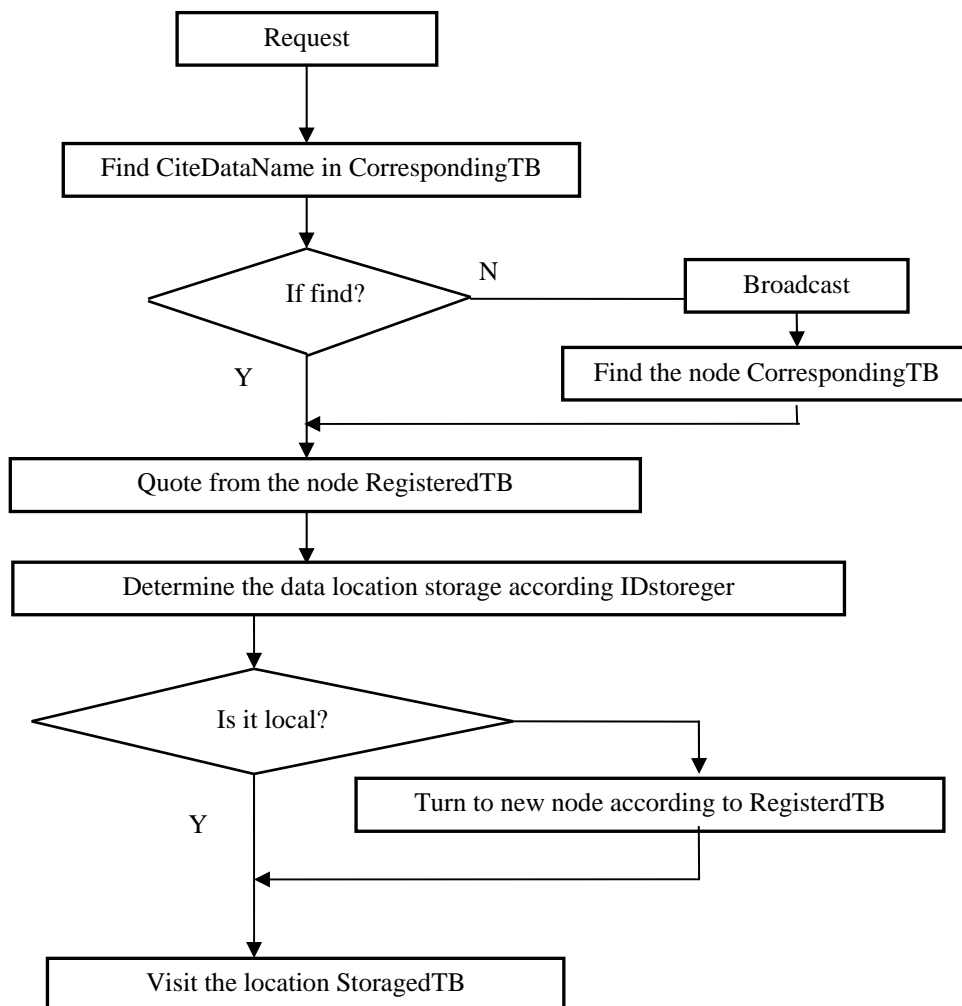 Request
Find CiteDataName in CorrespondingTB
If find?
N
Broadcast
Find the node CorrespondingTB
Y
Quote from the node RegisteredTB
Determine the data location storage according IDstoreger
Is it local?
Turn to new node according to RegisterdTB
Y
Visit the location StoragedTB